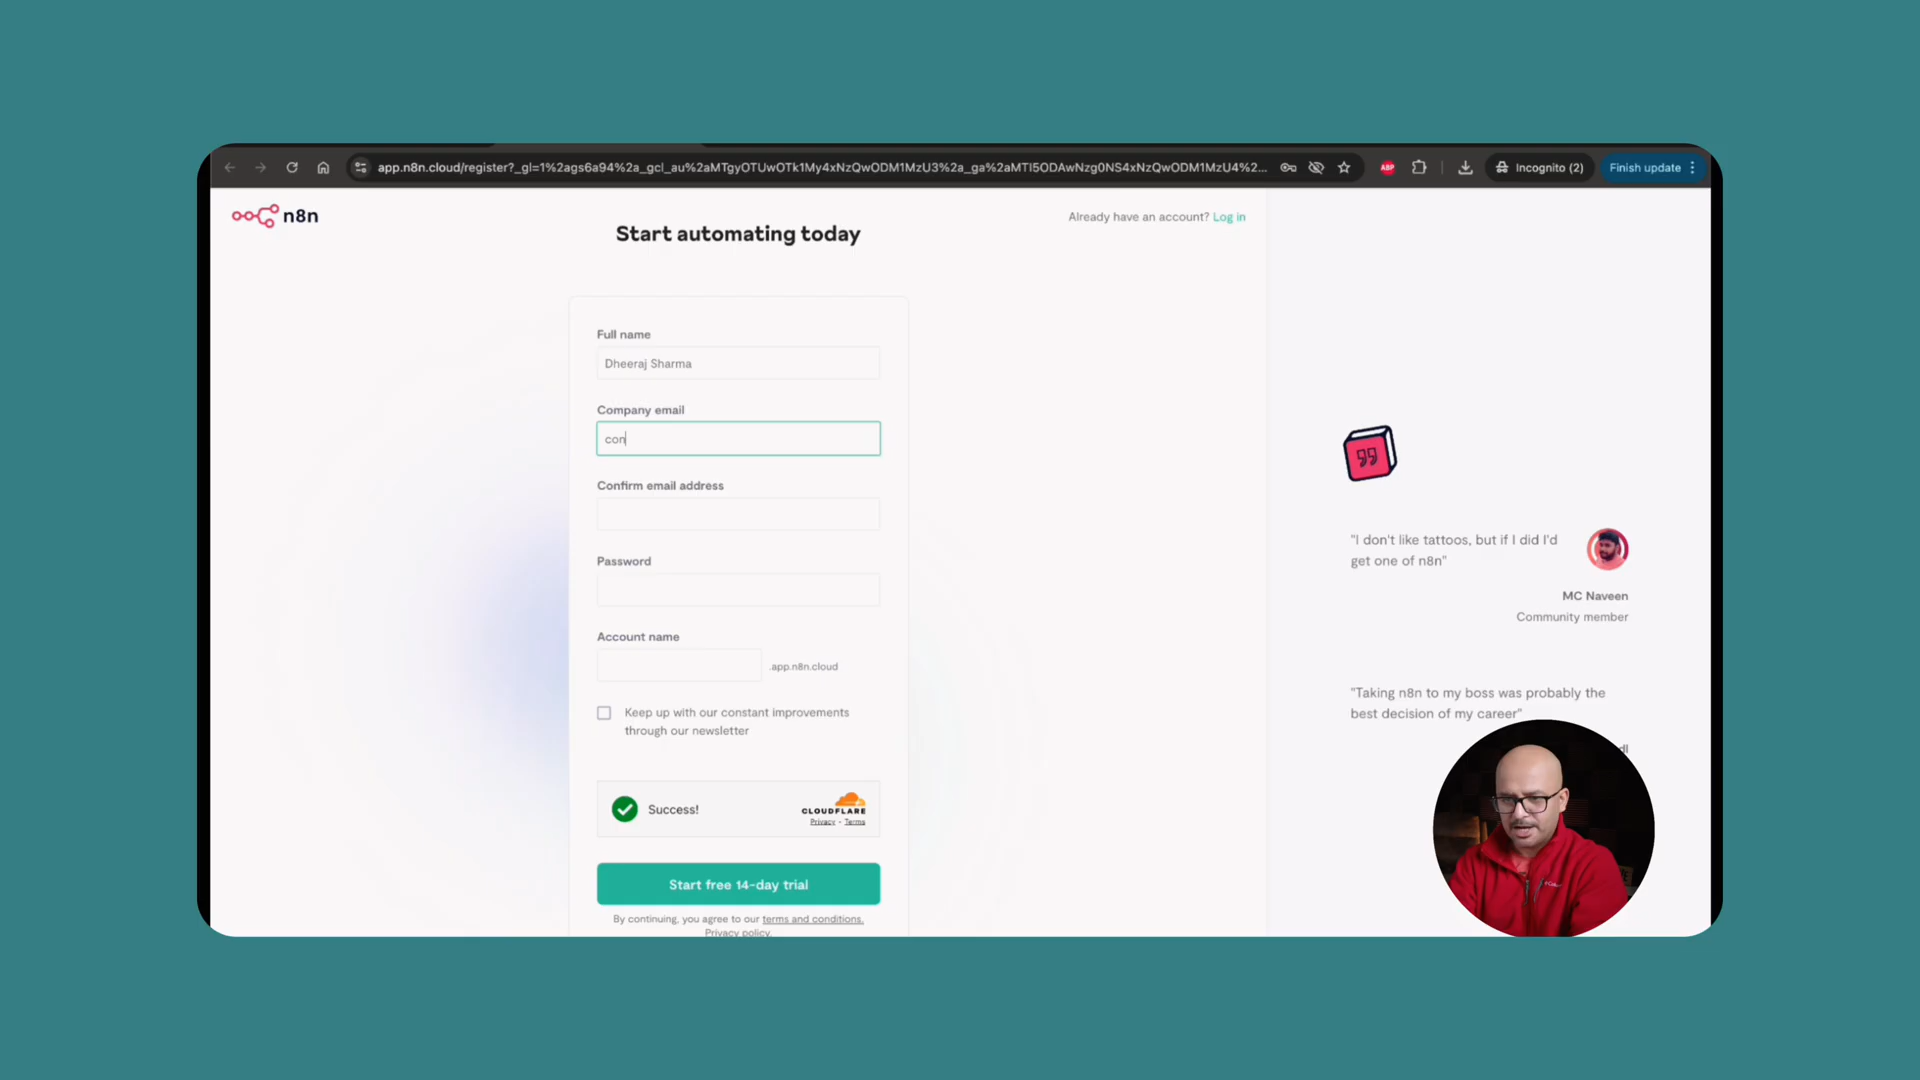 app.n8n.cloud/register?_gl=1%2ags6a94%2a_gcl_au%2aMTgyOTUwOTk1My4xNzQwODM1MzU3%2a_ga%2aMTI5ODAwNzg0NS4xNzQwODM1MzU4%2...
ABP
Incognito (2)
Finish update
n8n
Start automating today
Already have an account? Log in
Full name
Dheeraj Sharma
Company email
con
Confirm email address
Password
Account name
.app.n8n.cloud
Keep up with our constant improvements
through our newsletter
Success!
CLOUDFLARE
Privacy • Terms
Start free 14-day trial
By continuing, you agree to our terms and conditions.
Privacy policy.
"I don't like tattoos, but if I did I'd
get one of n8n"
MC Naveen
Community member
"Taking n8n to my boss was probably the
best decision of my career"